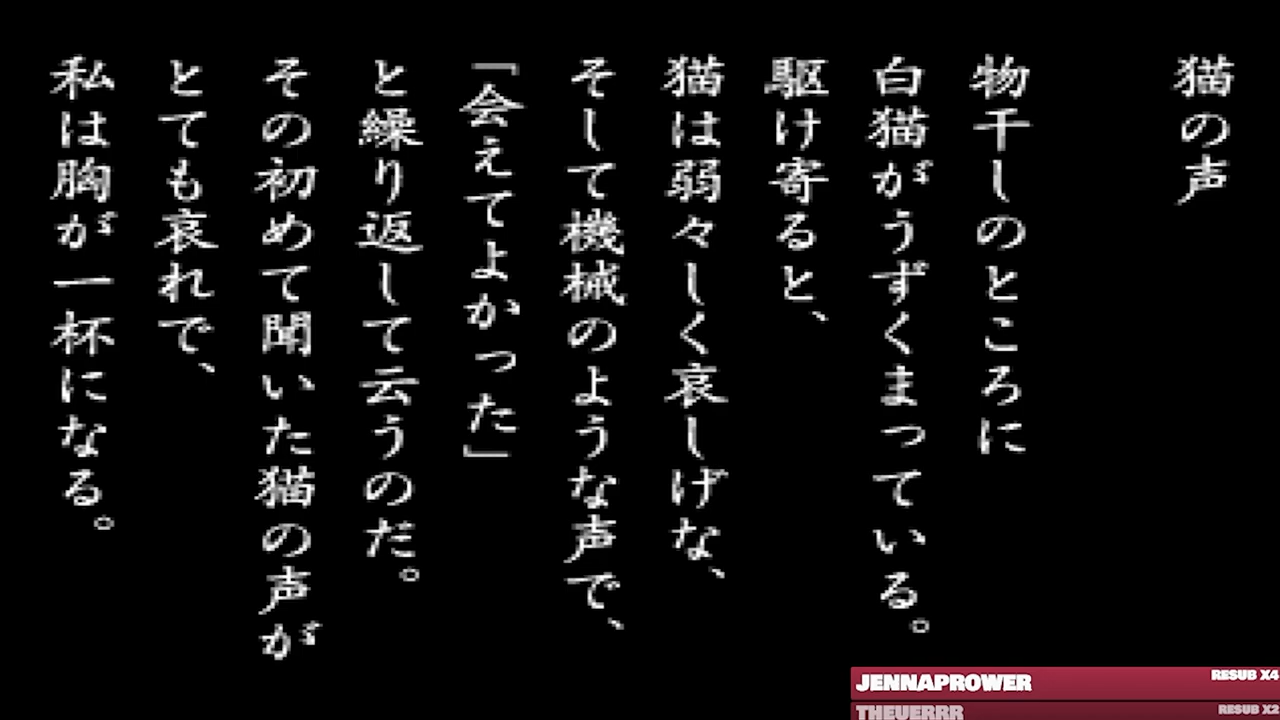 猫の声
物干しのところに
白猫がうずくまっている。
駆け寄ると、
猫は弱々しく哀しげな、
そして機械のような声で、
「会えてよかった」
と繰り返して云うのだ。
その初めて聞いた猫の声が
とても哀れで、
私は胸が一杯になる。
JENNAPROWER
RESUB X4
THEUERRR
RESUB X2